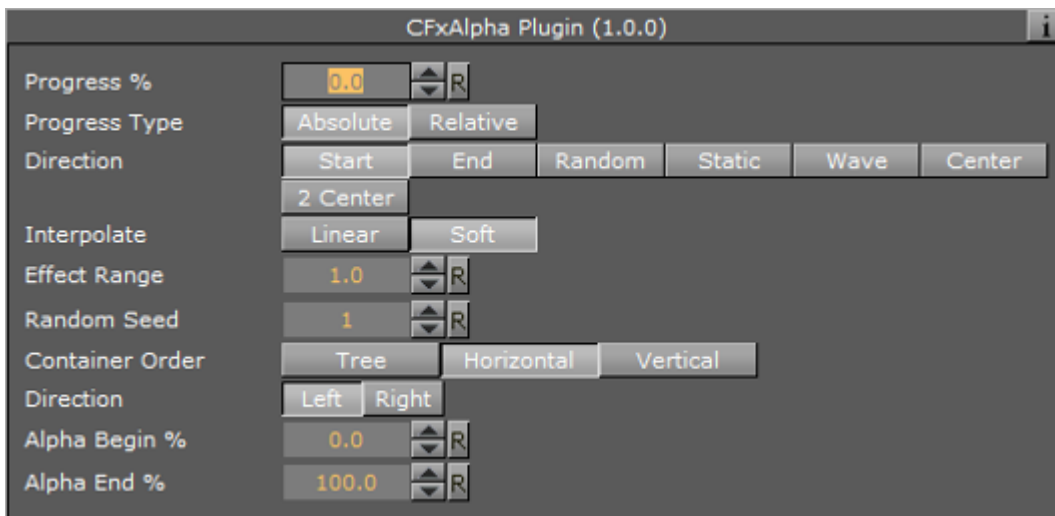 CFxAlpha Plugin (1.0.0) i
Progress % 0.0 R
Progress Type Absolute Relative
Direction Start End Random Static Wave Center
2 Center
Interpolate Linear Soft
Effect Range 1.0 R
Random Seed 1 R
Container Order Tree Horizontal Vertical
Direction Left Right
Alpha Begin % 0.0 R
Alpha End % 100.0 R